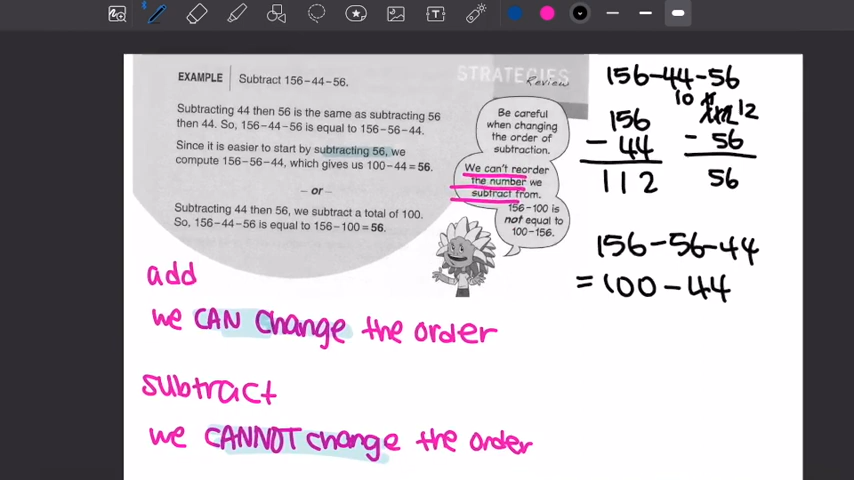 EXAMPLE Subtract 156-44-56.
STRATEGIES
Review
Subtracting 44 then 56 is the same as subtracting 56
then 44. So, 156-44-56 is equal to 156-56-44.
Since it is easier to start by subtracting 56, we
compute 156-56-44, which gives us 100-44=56.
– or –
Subtracting 44 then 56, we subtract a total of 100.
So, 156-44-56 is equal to 156-100=56.
Be careful
when changing
the order of
subtraction.
We can't reorder
the number we
subtract from.
156-100 is
not equal to
100-156.
156-44-56
156
- 44
112
10 12
- 56
56
156-56-44
=100-44
add
we CAN change the order
subtract
we CANNOT change the order